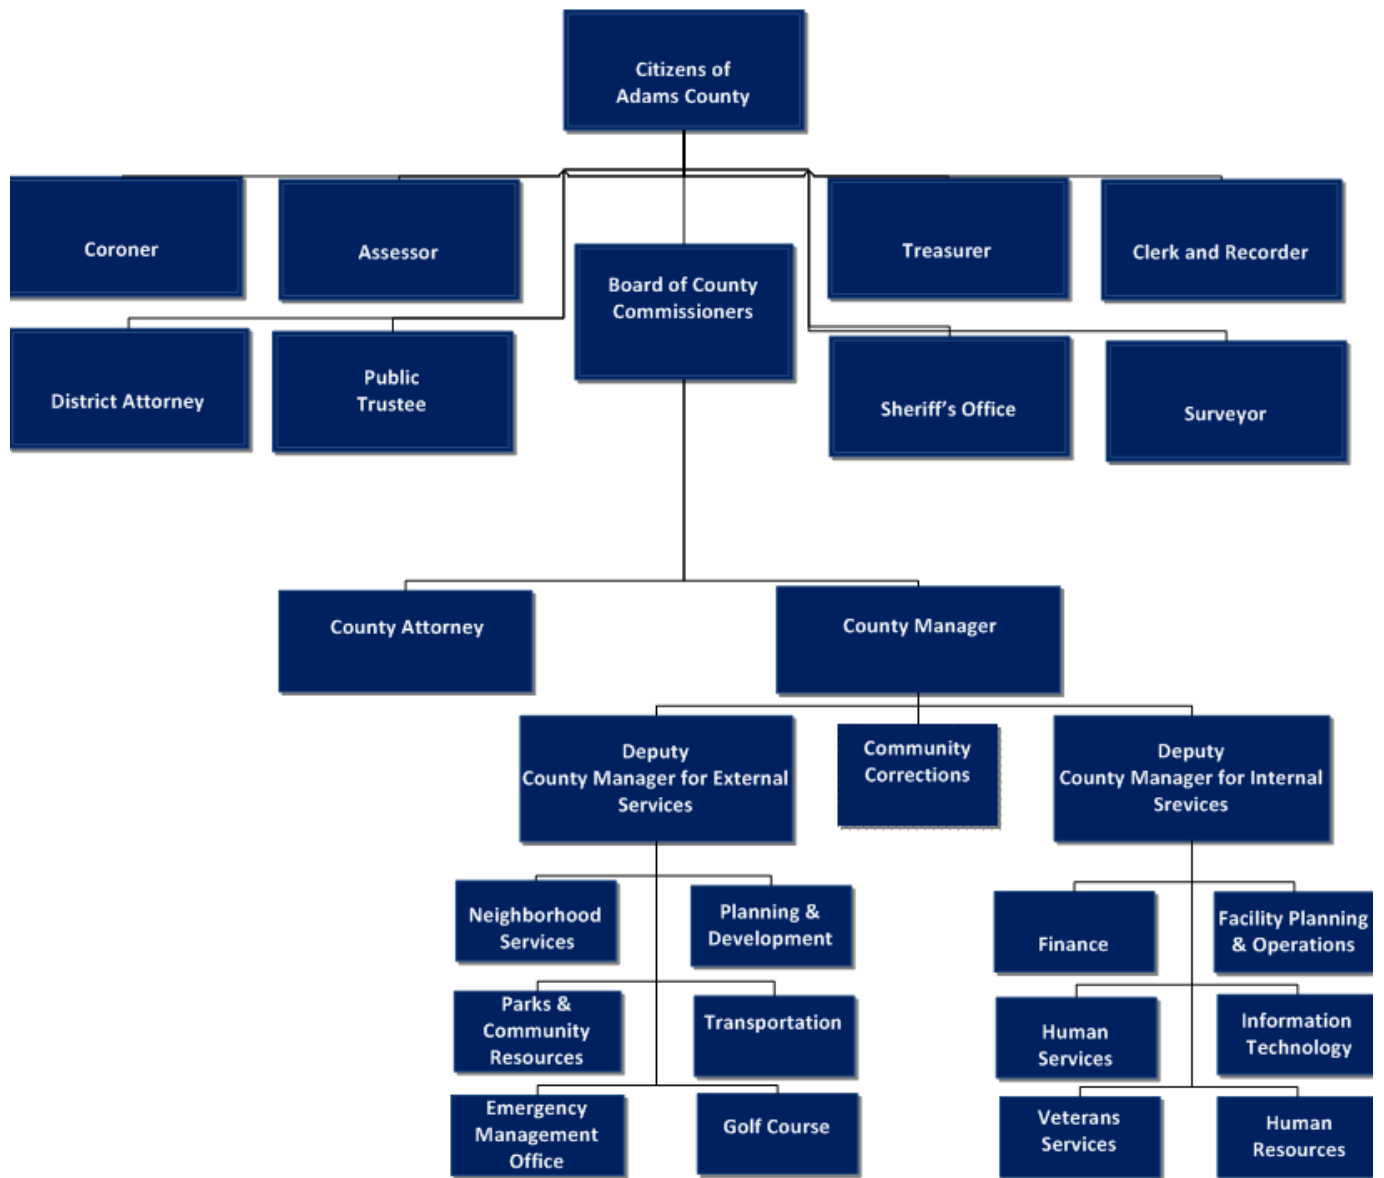 Citizens of
Adams County
Coroner
Assessor
Board of County
Commissioners
Treasurer
Clerk and Recorder
District Attorney
Public
Trustee
Sheriff’s Office
Surveyor
County Attorney
County Manager
Deputy
County Manager for External
Services
Community
Corrections
Deputy
County Manager for Internal
Srevices
Neighborhood
Services
Planning &
Development
Finance
Facility Planning
& Operations
Parks &
Community
Resources
Transportation
Human
Services
Information
Technology
Emergency
Management
Office
Golf Course
Veterans
Services
Human
Resources